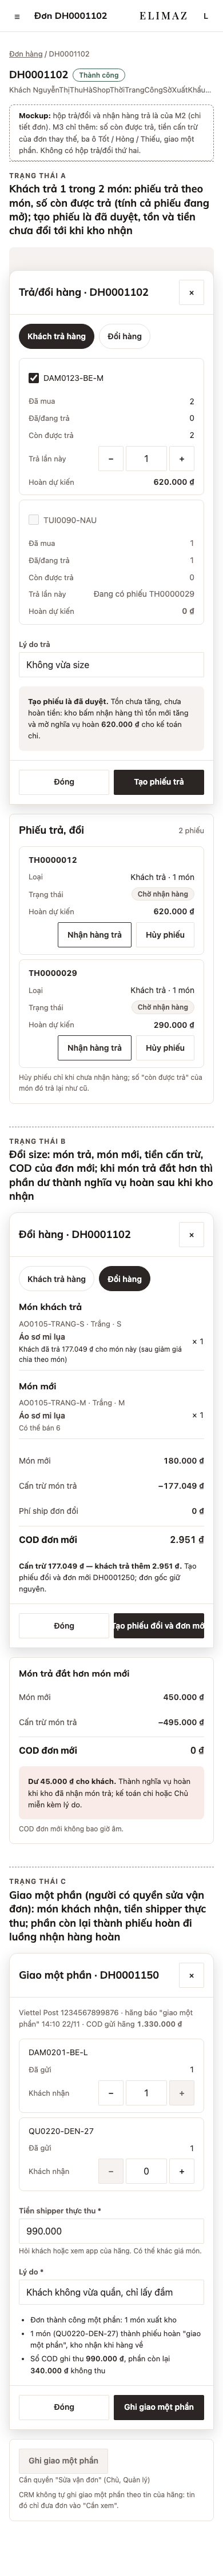 ≡ Đơn DH0001102 ELIMAZ L
Đơn hàng / DH0001102
DH0001102 Thành công
Khách NguyễnThịThuHàShopThờiTrangCôngSởXuấtKhẩu...
Mockup: hộp trả/đổi và nhận hàng trả là của M2 (chi
tiết đơn). M3 chỉ thêm: số còn được trả, tiền cấn trừ
của đơn thay thế, ba ô Tốt / Hỏng / Thiếu, giao một
phần. Không có hộp trả/đổi thứ hai.
TRẠNG THÁI A
Khách trả 1 trong 2 món: phiếu trả theo
món, số còn được trả (tính cả phiếu đang
mở); tạo phiếu là đã duyệt, tồn và tiền
chưa đổi tới khi kho nhận
Trả/đổi hàng · DH0001102 ×
Khách trả hàng Đổi hàng
DAM0123-BE-M
Đã mua 2
Đã/đang trả 0
Còn được trả 2
Trả lần này − 1 +
Hoàn dự kiến 620.000 ₫
TUI0090-NAU
Đã mua 1
Đã/đang trả 1
Còn được trả 0
Trả lần này Đang có phiếu TH0000029
Hoàn dự kiến 0 ₫
Lý do trả
Không vừa size
Tạo phiếu là đã duyệt. Tồn chưa tăng, chưa
hoàn tiền: kho bấm nhận hàng thì tồn mới tăng
và mở nghĩa vụ hoàn 620.000 ₫ cho kế toán
chi.
Đóng Tạo phiếu trả
Phiếu trả, đổi 2 phiếu
TH0000012
Loại Khách trả · 1 món
Trạng thái Chờ nhận hàng
Hoàn dự kiến 620.000 ₫
Nhận hàng trả Hủy phiếu
TH0000029
Loại Khách trả · 1 món
Trạng thái Chờ nhận hàng
Hoàn dự kiến 290.000 ₫
Nhận hàng trả Hủy phiếu
Hủy phiếu chỉ khi chưa nhận hàng; số "còn được trả" của
món đó trả lại như cũ.
TRẠNG THÁI B
Đổi size: món trả, món mới, tiền cấn trừ,
COD của đơn mới; khi món trả đắt hơn thì
phần dư thành nghĩa vụ hoàn sau khi kho
nhận
Đổi hàng · DH0001102 ×
Khách trả hàng Đổi hàng
Món khách trả
AO0105-TRANG-S · Trắng · S
Áo sơ mi lụa × 1
Khách đã trả 177.049 ₫ cho món này (sau giảm giá
chia theo món)
Món mới
AO0105-TRANG-M · Trắng · M
Áo sơ mi lụa × 1
Có thể bán 6
Món mới 180.000 ₫
Cấn trừ món trả −177.049 ₫
Phí ship đơn đổi 0 ₫
COD đơn mới 2.951 ₫
Cấn trừ 177.049 ₫ — khách trả thêm 2.951 ₫. Tạo
phiếu đổi và đơn mới DH0001250; đơn gốc giữ
nguyên.
Đóng Tạo phiếu đổi và đơn mới
Món trả đắt hơn món mới
Món mới 450.000 ₫
Cấn trừ món trả −495.000 ₫
COD đơn mới 0 ₫
Dư 45.000 ₫ cho khách. Thành nghĩa vụ hoàn
khi kho đã nhận món trả; kế toán chi hoặc Chủ
miễn kèm lý do.
COD đơn mới không bao giờ âm.
TRẠNG THÁI C
Giao một phần (người có quyền sửa vận
đơn): món khách nhận, tiền shipper thực
thu; phần còn lại thành phiếu hoàn đi
luồng nhận hàng hoàn
Giao một phần · DH0001150 ×
Viettel Post 1234567899876 · hãng báo "giao một
phần" 14:10 22/11 · COD gửi hãng 1.330.000 ₫
DAM0201-BE-L
Đã gửi 1
Khách nhận − 1 +
QU0220-DEN-27
Đã gửi 1
Khách nhận − 0 +
Tiền shipper thực thu *
990.000
Hỏi khách hoặc xem app của hãng. Có thể khác giá món.
Lý do *
Khách không vừa quần, chỉ lấy đầm
• Đơn thành công một phần: 1 món xuất kho
• 1 món (QU0220-DEN-27) thành phiếu hoàn "giao
một phần", kho nhận khi hàng về
• Sổ COD ghi thu 990.000 ₫, phần còn lại
340.000 ₫ không thu
Đóng Ghi giao một phần
Ghi giao một phần
Cần quyền "Sửa vận đơn" (Chủ, Quản lý)
CRM không tự ghi giao một phần theo tin của hãng: tin
đó chỉ đưa đơn vào "Cần xem".